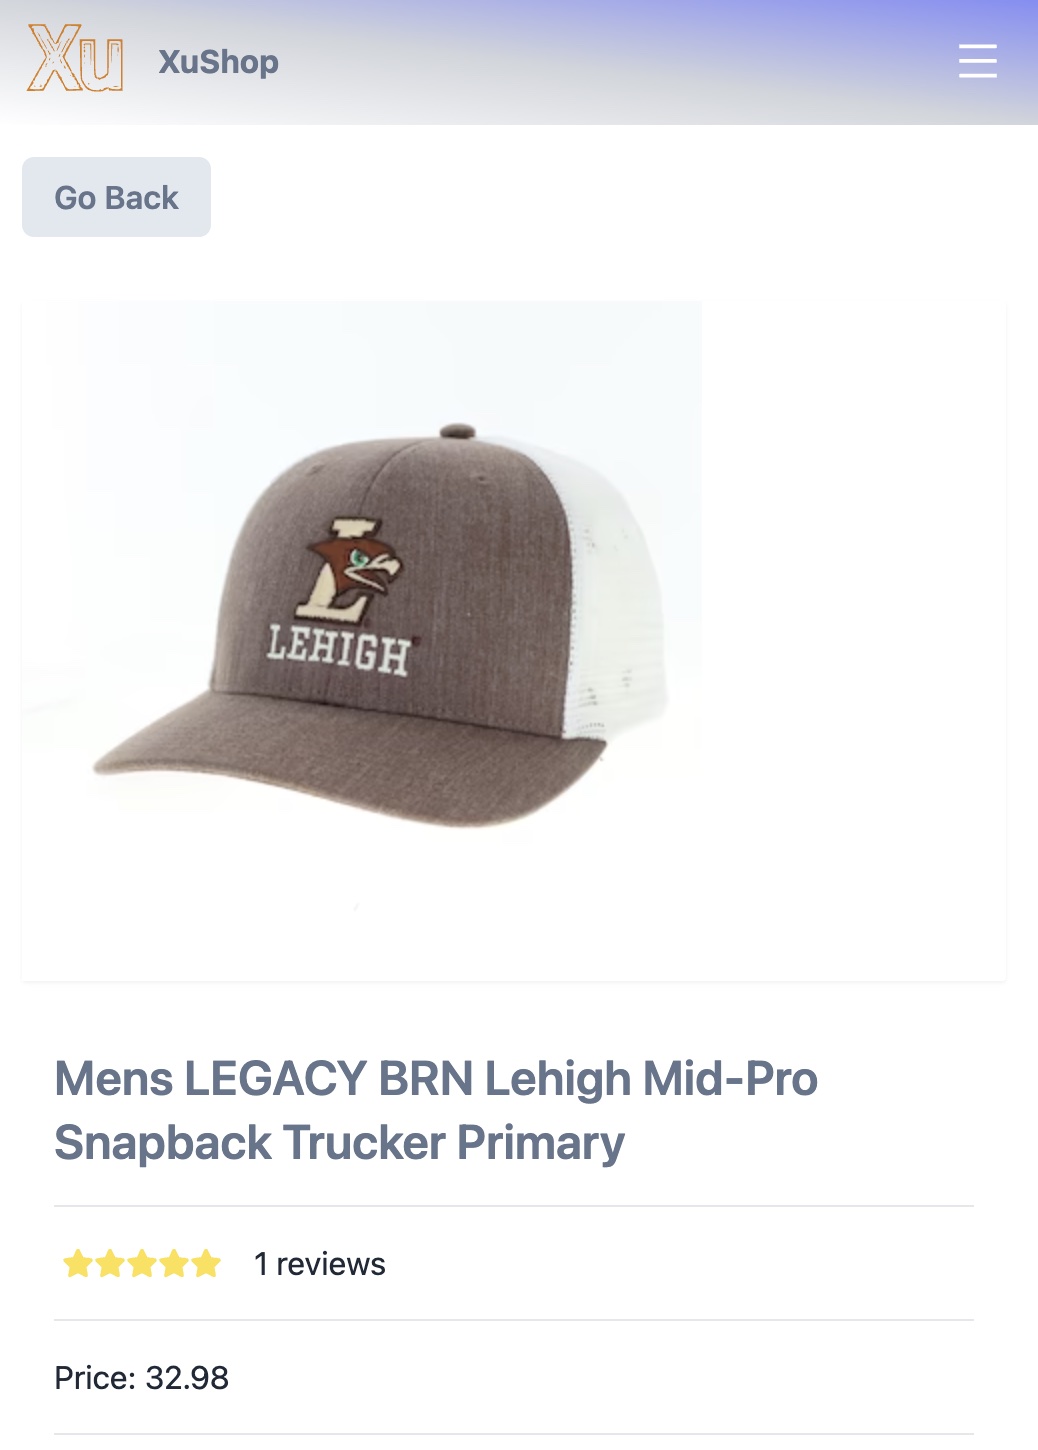 Xu XuShop
Go Back
L
LEHIGH
Mens LEGACY BRN Lehigh Mid-Pro
Snapback Trucker Primary
1 reviews
Price: 32.98